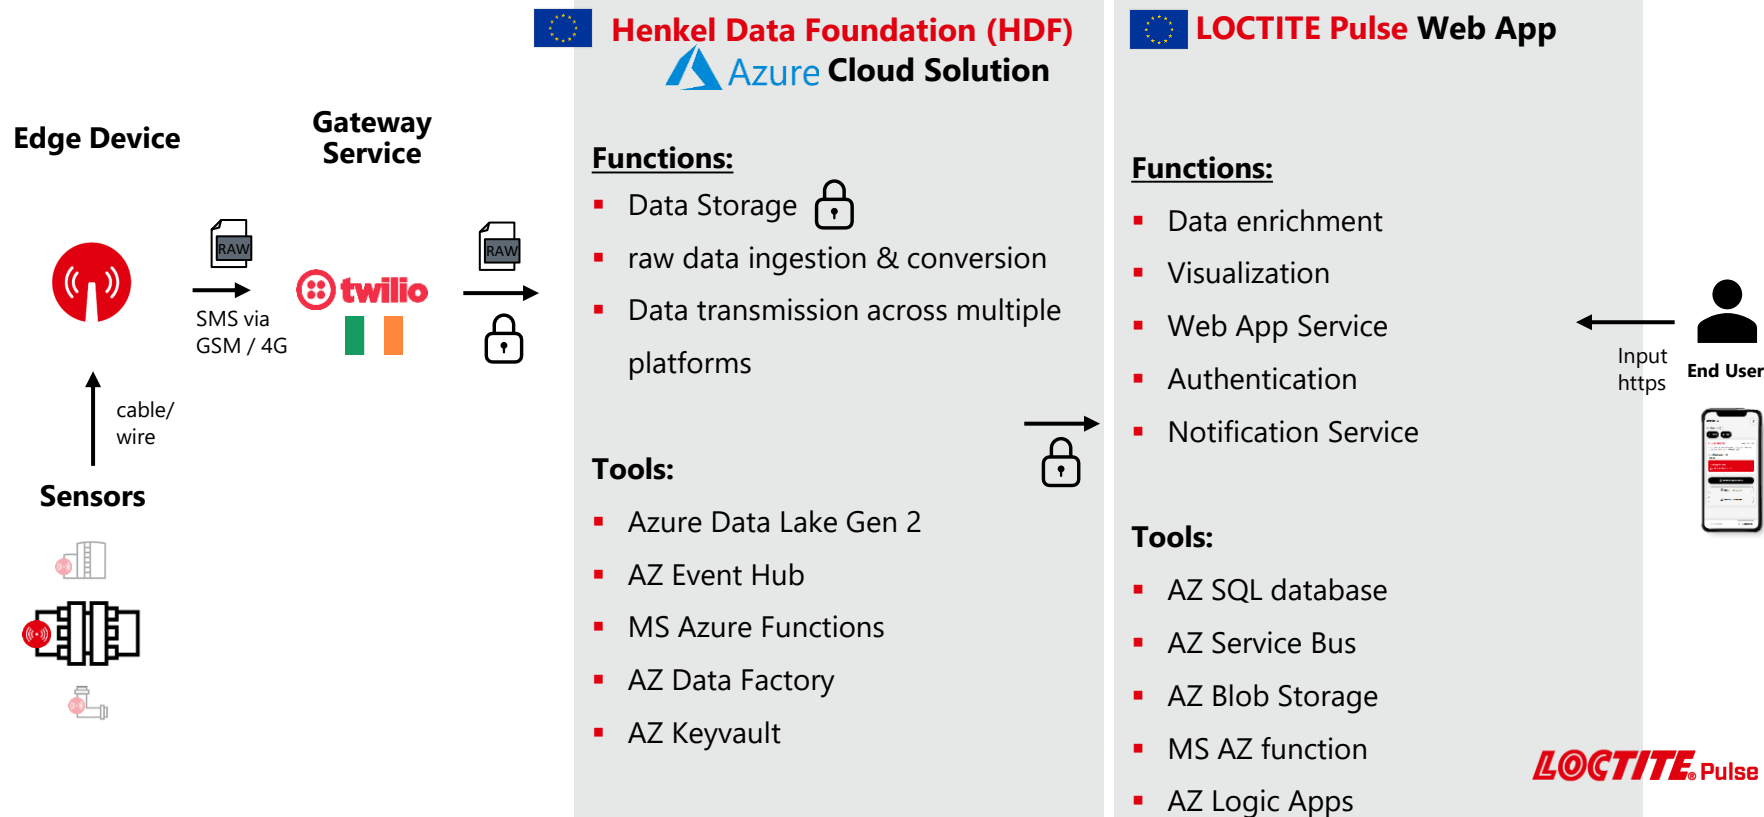 Henkel Data Foundation (HDF)
Azure Cloud Solution
LOCTITE Pulse Web App
Edge Device
Gateway
Service
RAW
SMS via
GSM / 4G
twilio
RAW
cable/
wire
Sensors
Functions:
Data Storage
raw data ingestion & conversion
Data transmission across multiple
platforms
Tools:
Azure Data Lake Gen 2
AZ Event Hub
MS Azure Functions
AZ Data Factory
AZ Keyvault
Functions:
Data enrichment
Visualization
Web App Service
Authentication
Notification Service
Tools:
AZ SQL database
AZ Service Bus
AZ Blob Storage
MS AZ function
AZ Logic Apps
Input
https
End User
LOCTITE® Pulse